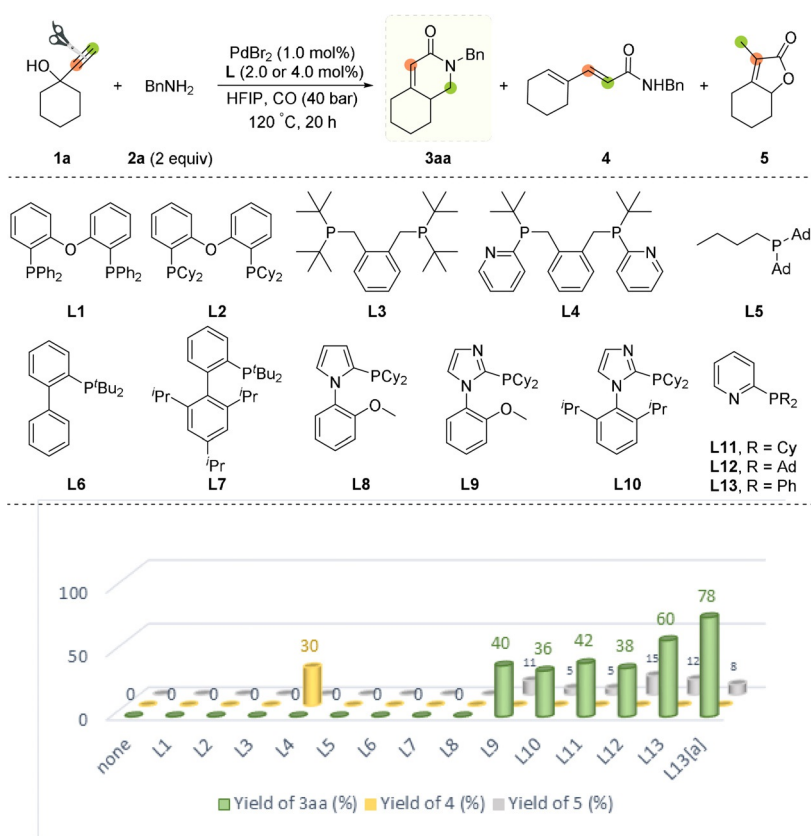 HO
+
BnNH2
PdBr2 (1.0 mol%)
L (2.0 or 4.0 mol%)
HFIP, CO (40 bar)
120 °C, 20 h
O
N
Bn
+
O
NHBn
+
O
O
1a
2a (2 equiv)
3aa
4
5
O
PPh2
PPh2
L1
O
PCy2
PCy2
L2
P
P
L3
P
P
N
N
L4
P
Ad
Ad
L5
PtBu2
L6
PtBu2
iPr
iPr
iPr
L7
N
PCy2
O
L8
N
N
PCy2
O
L9
N
N
PCy2
iPr
iPr
L10
N
PR2
L11, R = Cy
L12, R = Ad
L13, R = Ph
100
50
0
0 0 0 0 0 0 0 0 0
30
40 36 42 38 60 78
11 5 5 15 12 8
none L1 L2 L3 L4 L5 L6 L7 L8 L9 L10 L11 L12 L13 L13[a]
Yield of 3aa (%) Yield of 4 (%) Yield of 5 (%)